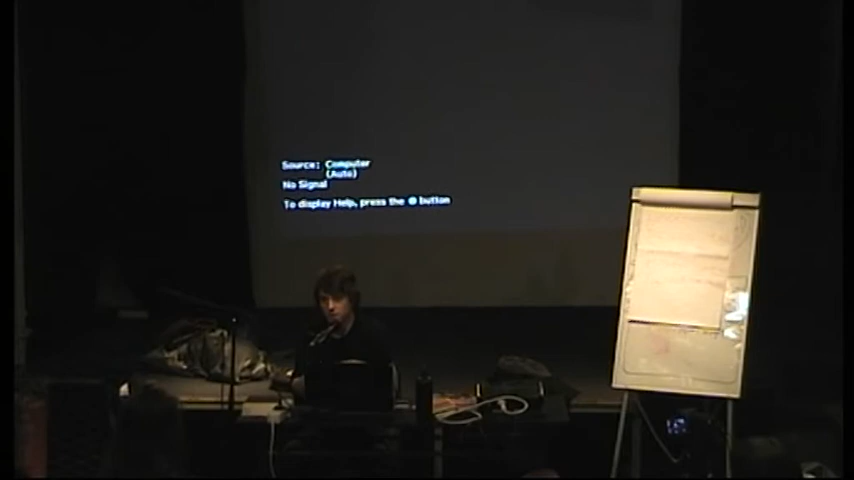 Source: Computer
(Auto)
No Signal
To display Help, press the button